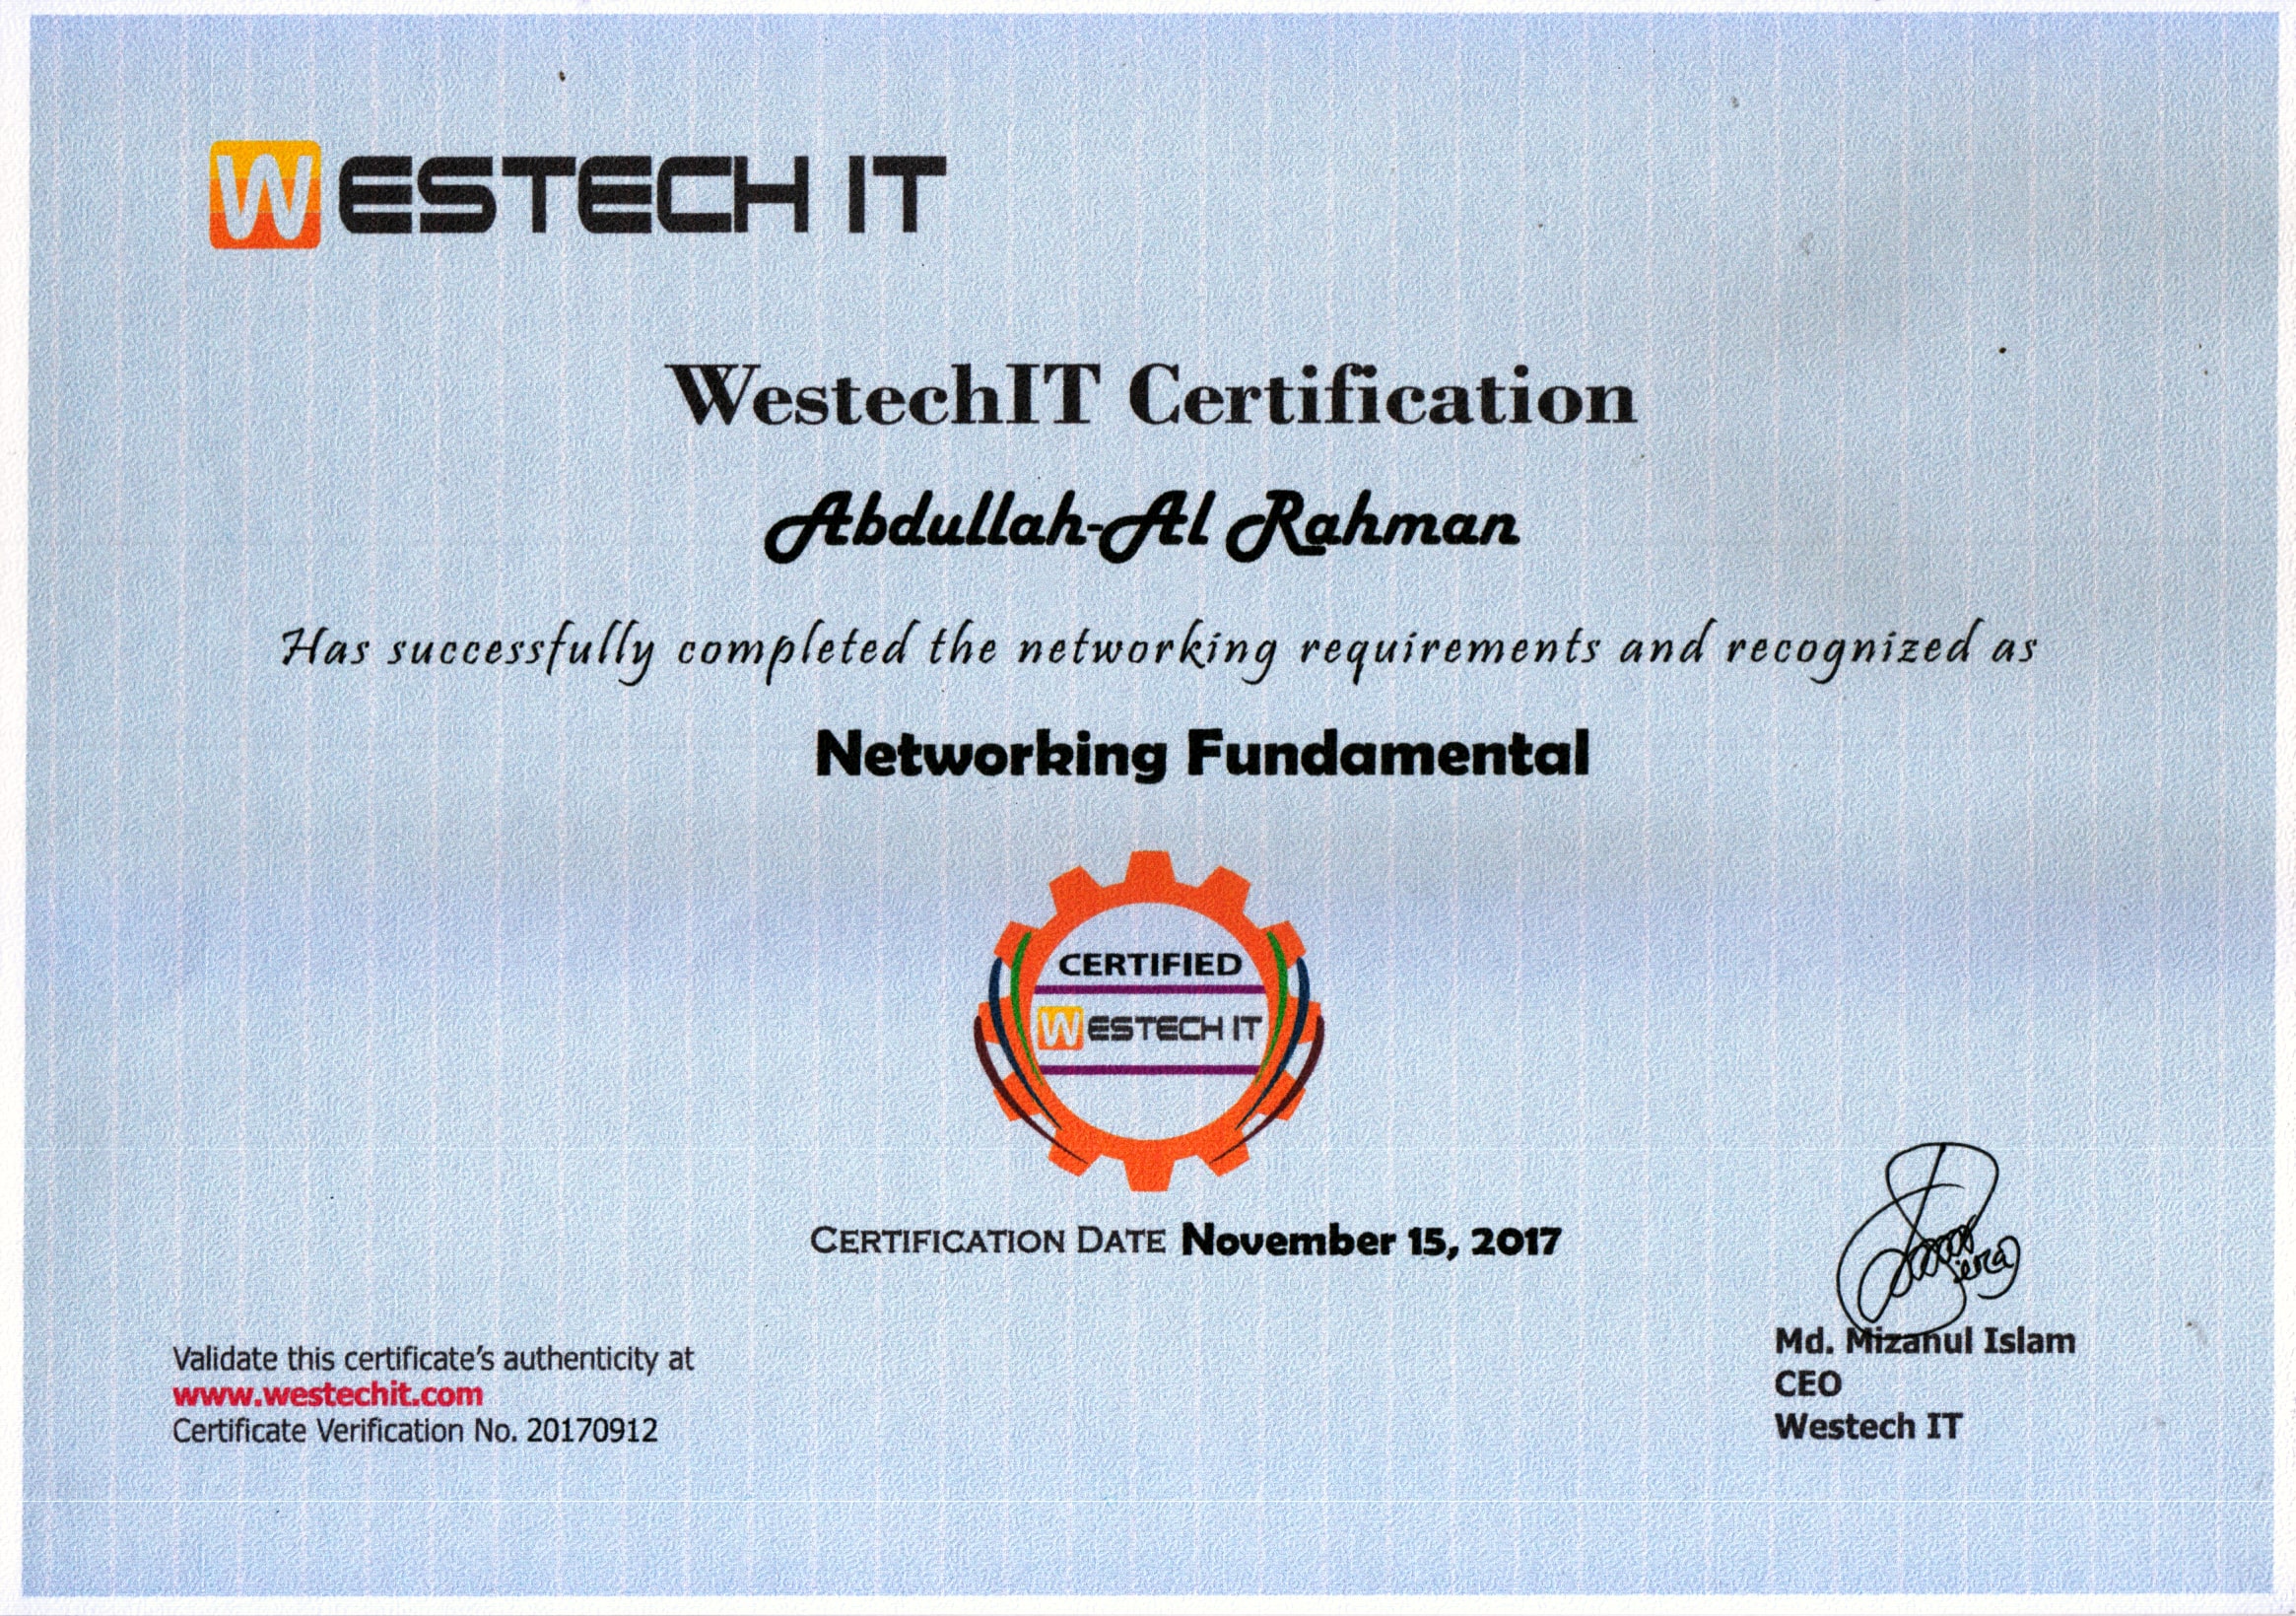 WESTECH IT
WestechIT Certification
Abdullah-Al Rahman
Has successfully completed the networking requirements and recognized as
Networking Fundamental
CERTIFIED
WESTECH IT
CERTIFICATION DATE November 15, 2017
Validate this certificate's authenticity at
www.westechit.com
Certificate Verification No. 20170912
Md. Mizanul Islam
CEO
Westech IT